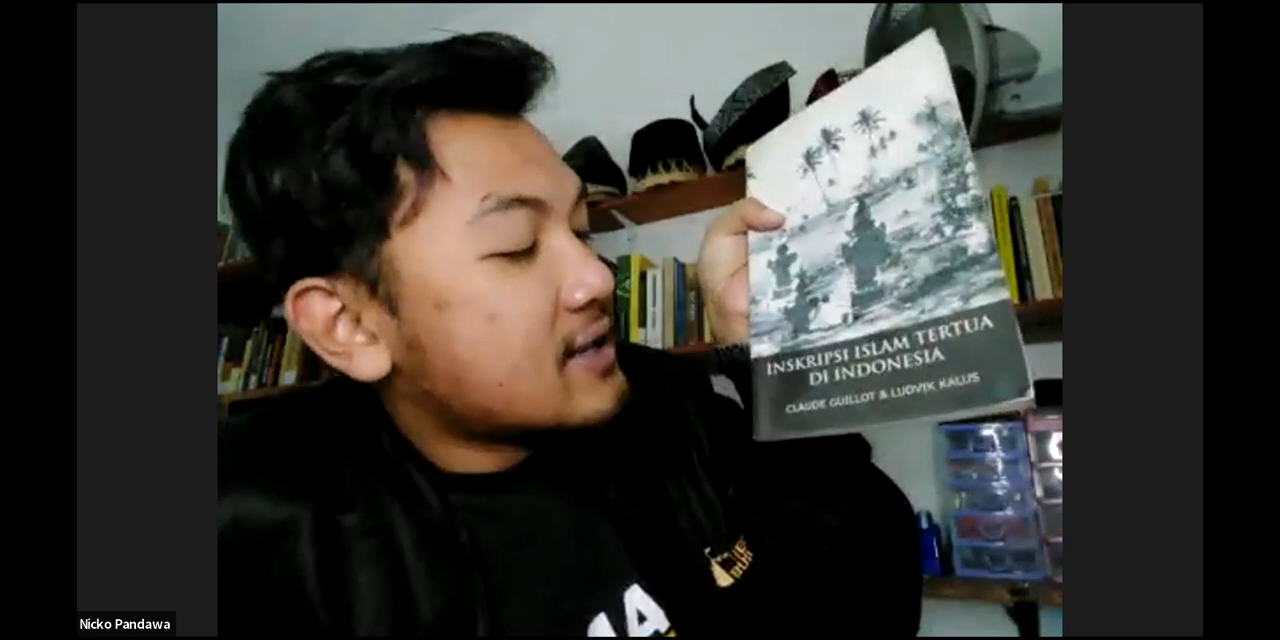 INSKRIPSI ISLAM TERTUA
DI INDONESIA
CLAUDE GUILLOT & LUDVIK KALUS
Nicko Pandawa